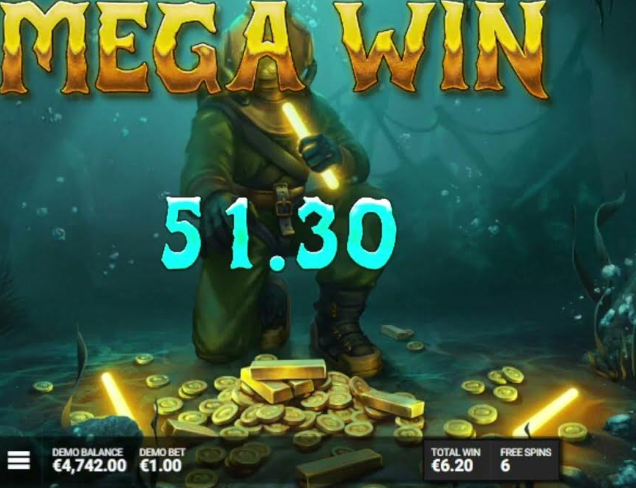 MEGA WIN
51.30
DEMO BALANCE
€4,742.00
DEMO BET
€1.00
TOTAL WIN
€6.20
FREE SPINS
6